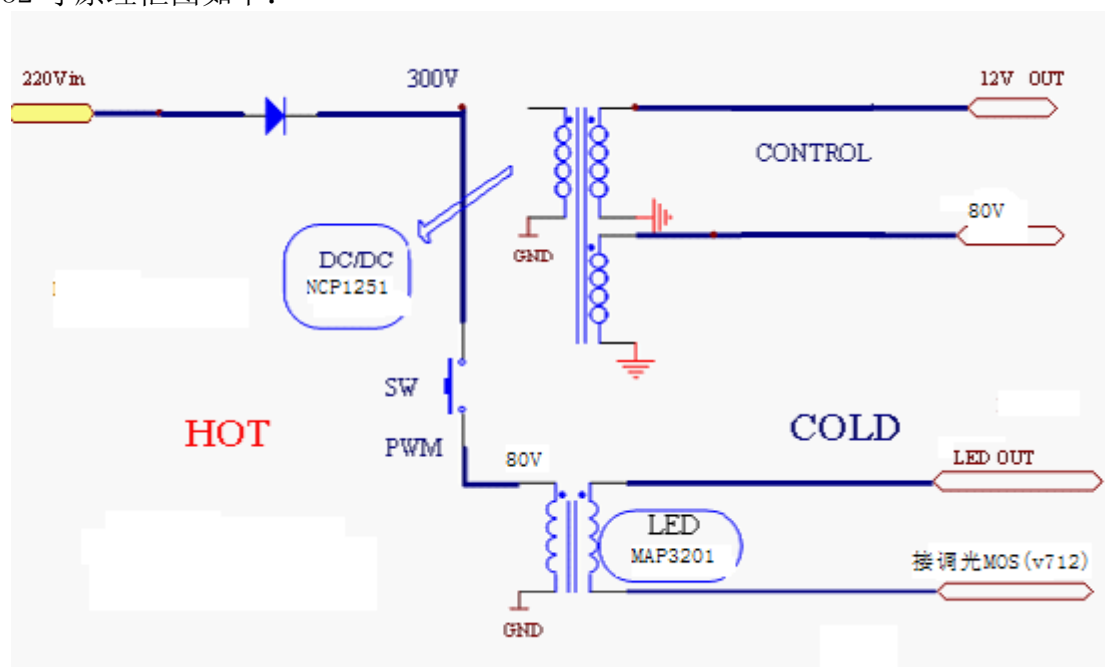 220Vin
300V
12V OUT
CONTROL
80V
GND
DC/DC
NCP1251
SW
HOT
COLD
PWM
80V
LED OUT
LED
MAP3201
接调光MOS(v712)
GND